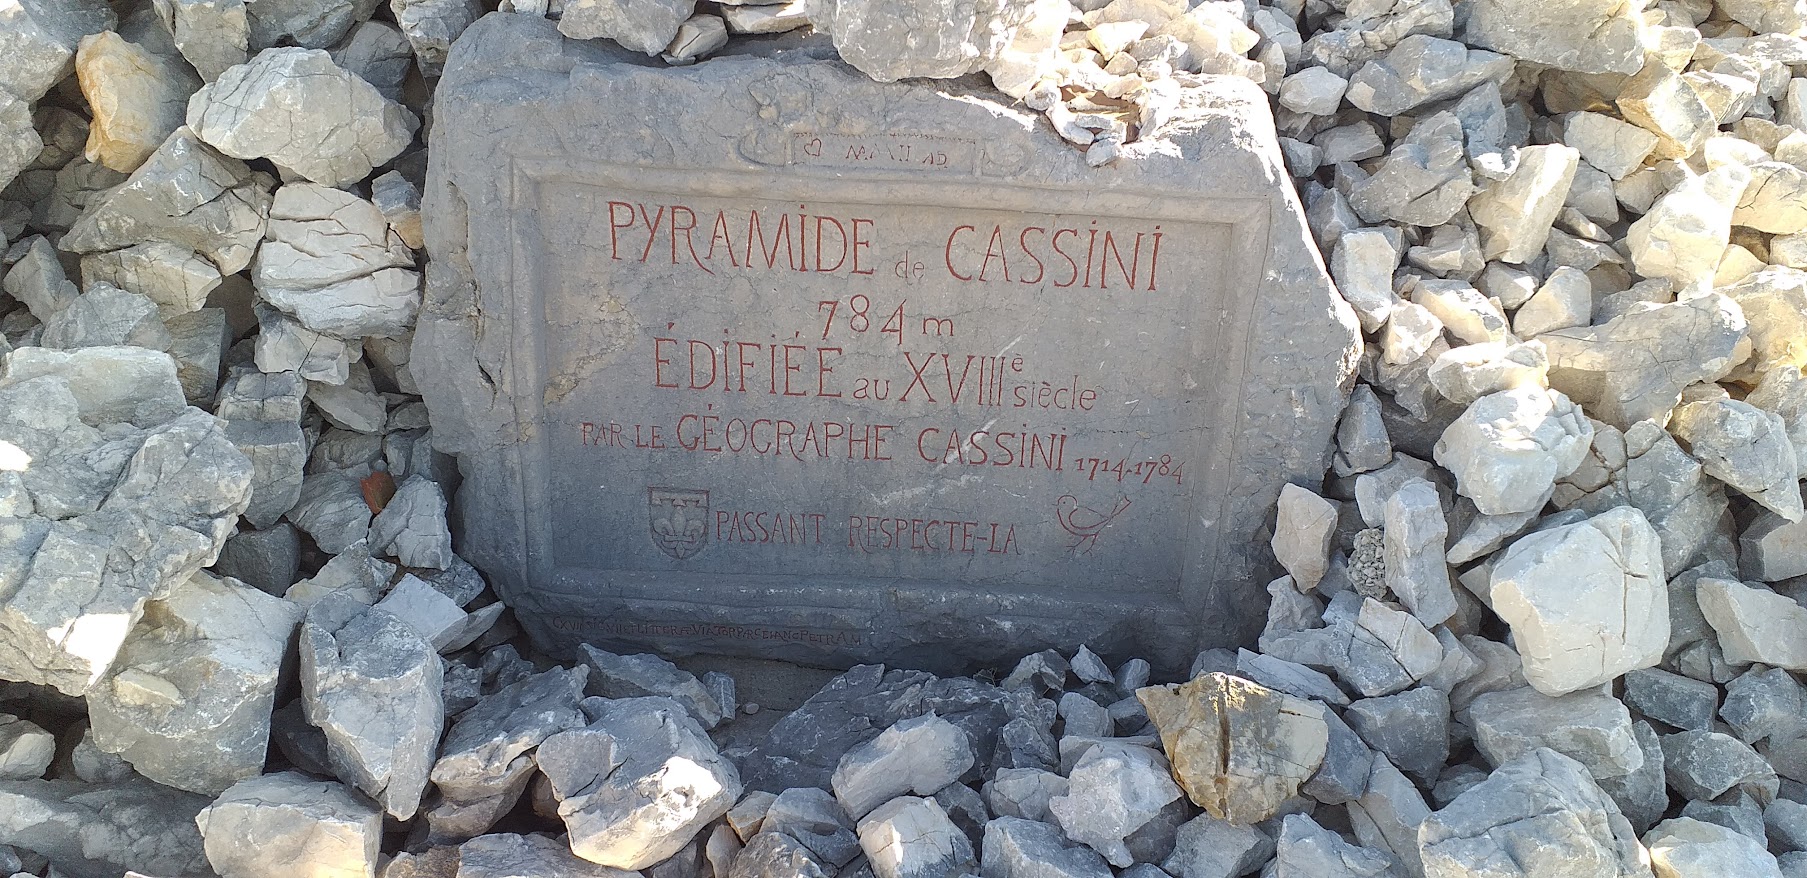 PYRAMIDE de CASSINI
784 m
ÉDIFIÉE au XVIIIe siècle
PAR LE GÉOGRAPHE CASSINI 1714-1784
PASSANT RESPECTE-LA